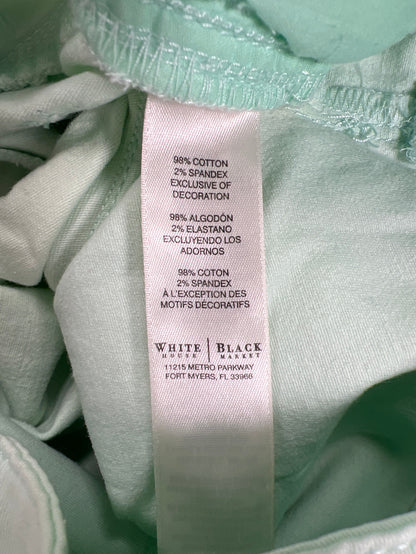 98% COTTON
2% SPANDEX
EXCLUSIVE OF
DECORATION
98% ALGODÓN
2% ELASTANO
EXCLUYENDO LOS
ADORNOS
98% COTON
2% SPANDEX
À L'EXCEPTION DES
MOTIFS DÉCORATIFS
WHITE | BLACK
HOUSE | MARKET
11215 METRO PARKWAY
FORT MYERS, FL 33966